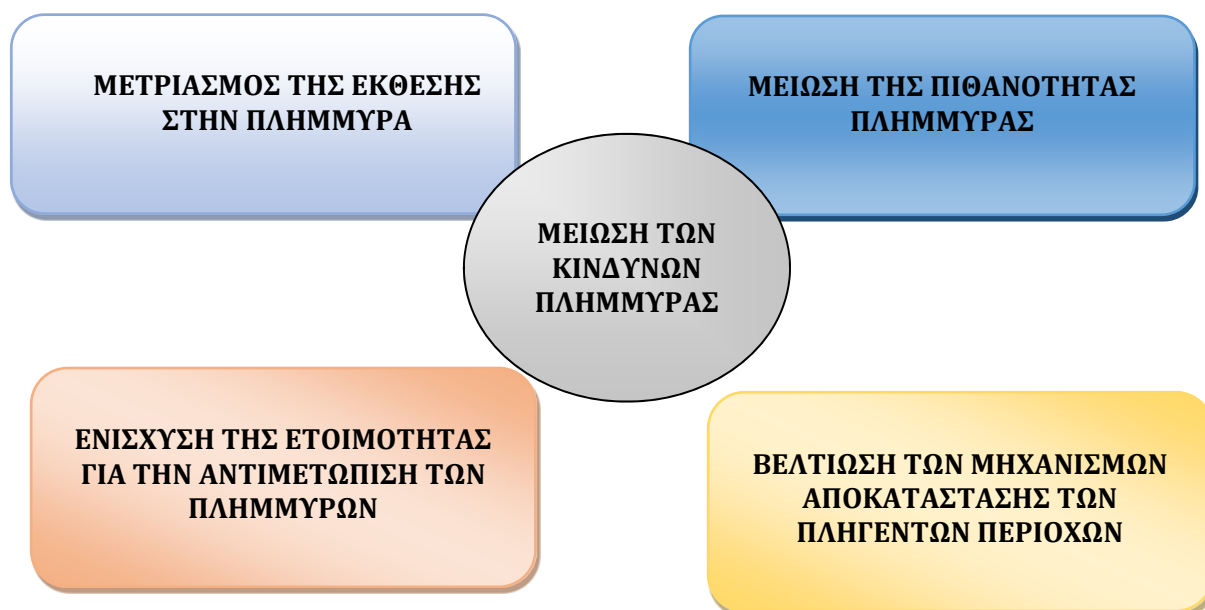 ΜΕΤΡΙΑΣΜΟΣ ΤΗΣ ΕΚΘΕΣΗΣ
ΣΤΗΝ ΠΛΗΜΜΥΡΑ
ΜΕΙΩΣΗ ΤΗΣ ΠΙΘΑΝΟΤΗΤΑΣ
ΠΛΗΜΜΥΡΑΣ
ΜΕΙΩΣΗ ΤΩΝ
ΚΙΝΔΥΝΩΝ
ΠΛΗΜΜΥΡΑΣ
ΕΝΙΣΧΥΣΗ ΤΗΣ ΕΤΟΙΜΟΤΗΤΑΣ
ΓΙΑ ΤΗΝ ΑΝΤΙΜΕΤΩΠΙΣΗ ΤΩΝ
ΠΛΗΜΜΥΡΩΝ
ΒΕΛΤΙΩΣΗ ΤΩΝ ΜΗΧΑΝΙΣΜΩΝ
ΑΠΟΚΑΤΑΣΤΑΣΗΣ ΤΩΝ
ΠΛΗΓΕΝΤΩΝ ΠΕΡΙΟΧΩΝ